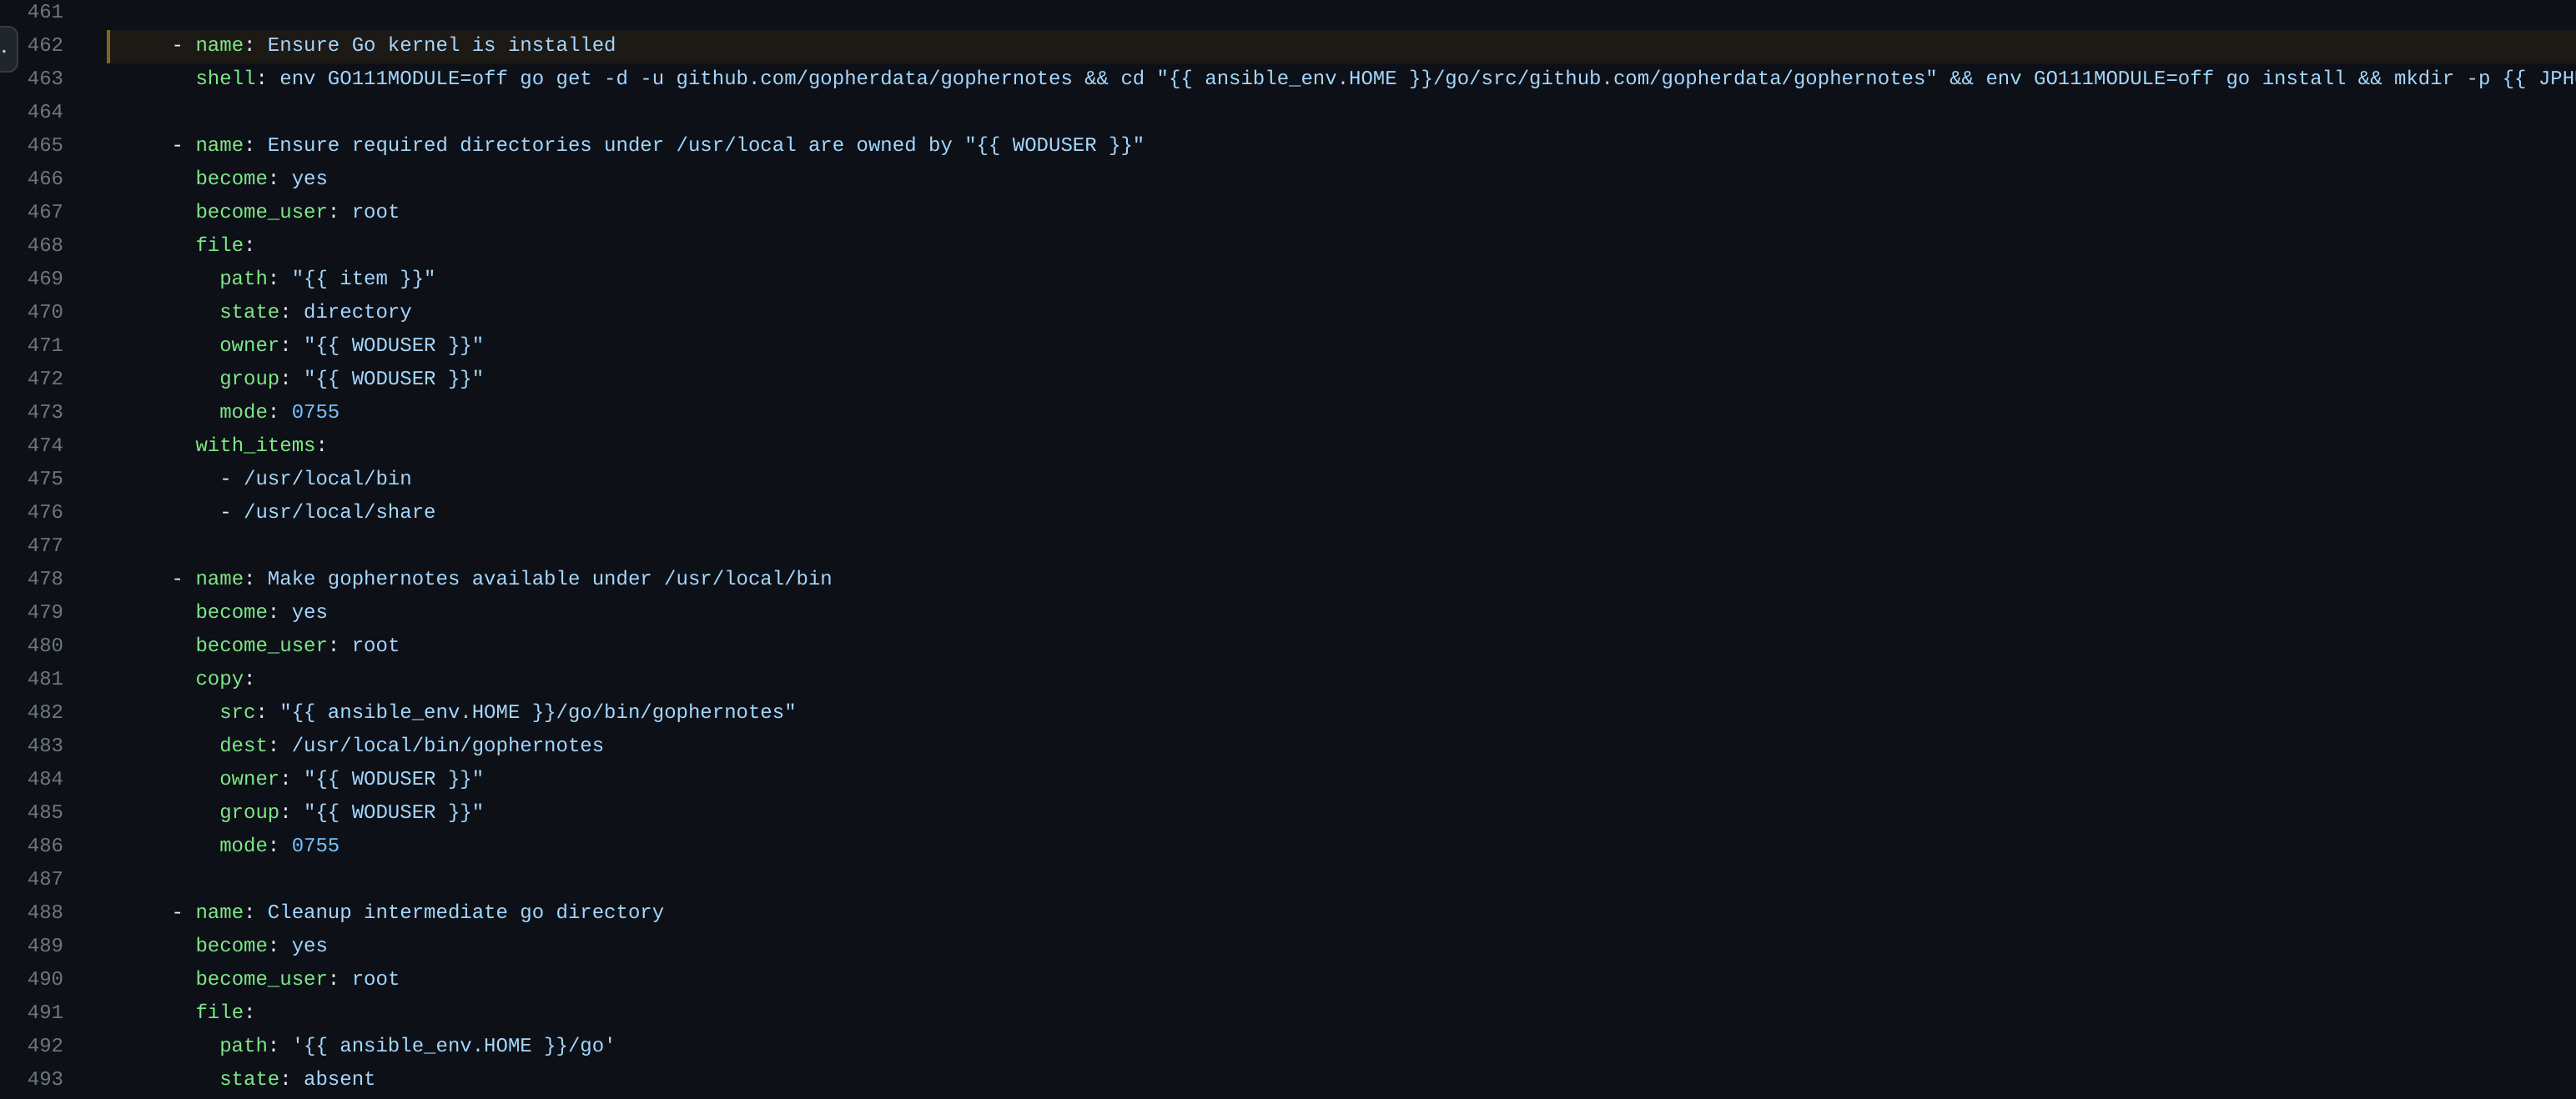 461
462 - name: Ensure Go kernel is installed
463 shell: env GO111MODULE=off go get -d -u github.com/gopherdata/gophernotes && cd "{{ ansible_env.HOME }}/go/src/github.com/gopherdata/gophernotes" && env GO111MODULE=off go install && mkdir -p {{ JPH
464
465 - name: Ensure required directories under /usr/local are owned by "{{ WODUSER }}"
466 become: yes
467 become_user: root
468 file:
469 path: "{{ item }}"
470 state: directory
471 owner: "{{ WODUSER }}"
472 group: "{{ WODUSER }}"
473 mode: 0755
474 with_items:
475 - /usr/local/bin
476 - /usr/local/share
477
478 - name: Make gophernotes available under /usr/local/bin
479 become: yes
480 become_user: root
481 copy:
482 src: "{{ ansible_env.HOME }}/go/bin/gophernotes"
483 dest: /usr/local/bin/gophernotes
484 owner: "{{ WODUSER }}"
485 group: "{{ WODUSER }}"
486 mode: 0755
487
488 - name: Cleanup intermediate go directory
489 become: yes
490 become_user: root
491 file:
492 path: '{{ ansible_env.HOME }}/go'
493 state: absent